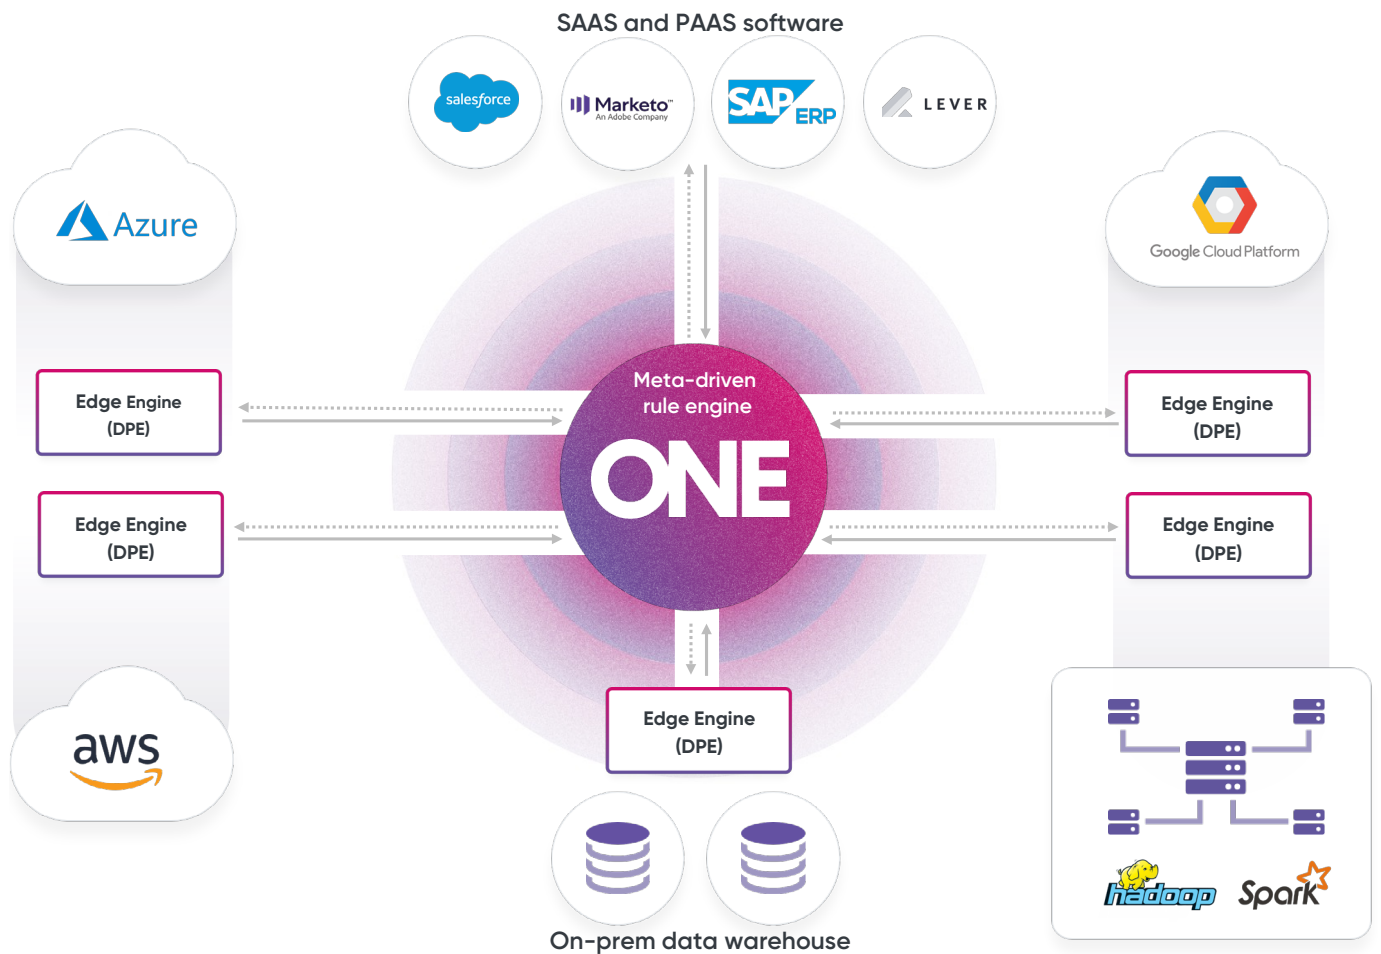 SAAS and PAAS software
salesforce
Marketo™
An Adobe Company
SAP
ERP
LEVER
Azure
Google Cloud Platform
Meta-driven
rule engine
ONE
Edge Engine
(DPE)
Edge Engine
(DPE)
Edge Engine
(DPE)
Edge Engine
(DPE)
Edge Engine
(DPE)
aws
hadoop
Spark
On-prem data warehouse